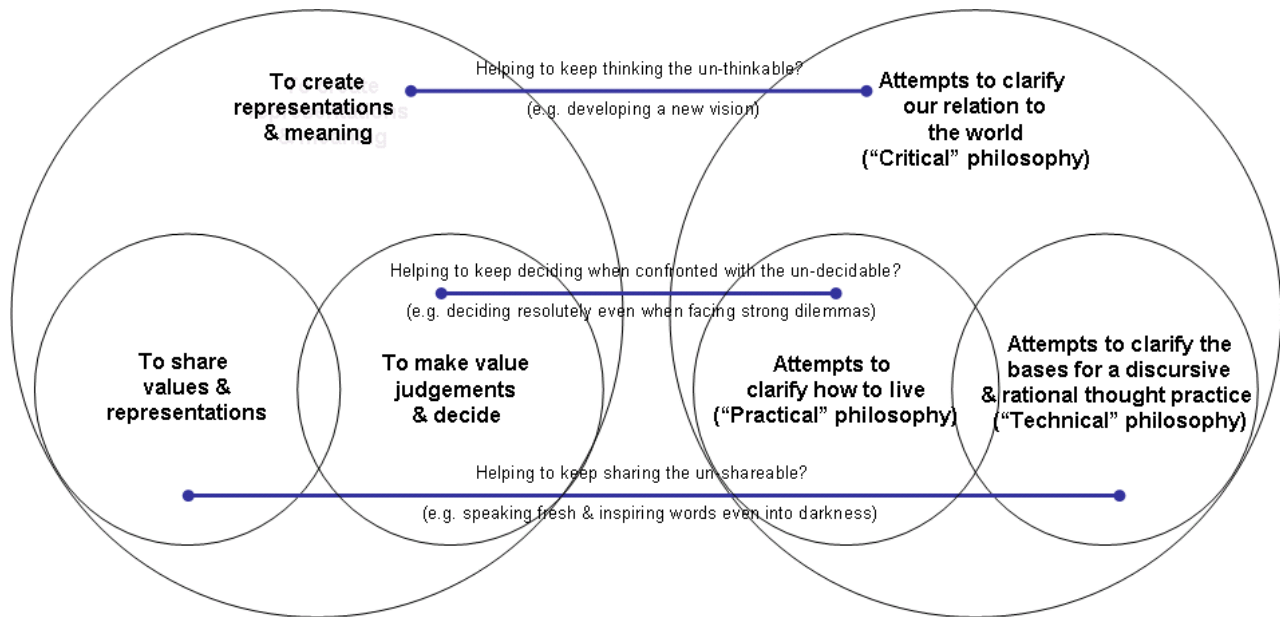 Helping to keep thinking the un-thinkable?
(e.g. developing a new vision)
To create
representations
& meaning
Attempts to clarify
our relation to
the world
(“Critical” philosophy)
Helping to keep deciding when confronted with the un-decidable?
(e.g. deciding resolutely even when facing strong dilemmas)
To share
values &
representations
To make value
judgements
& decide
Attempts to
clarify how to live
(“Practical” philosophy)
Attempts to clarify the
bases for a discursive
& rational thought practice
(“Technical” philosophy)
Helping to keep sharing the un-shareable?
(e.g. speaking fresh & inspiring words even into darkness)